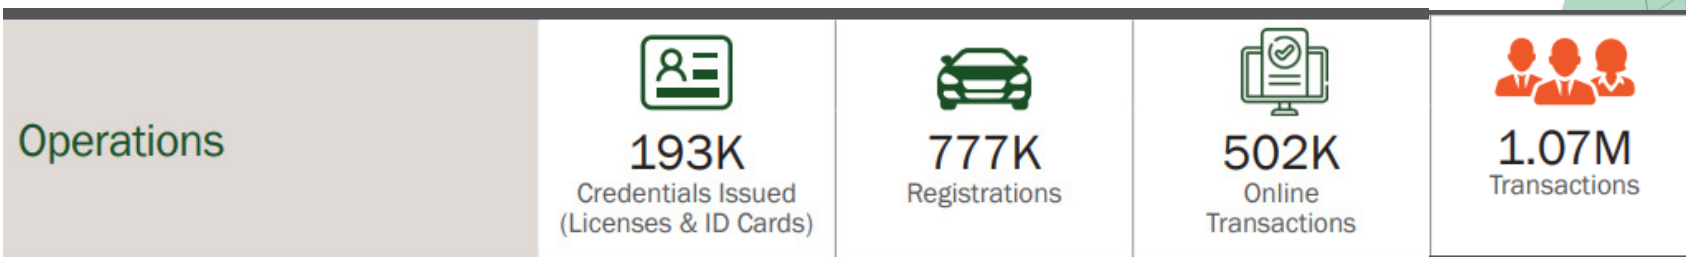 Operations
193K
Credentials Issued
(Licenses & ID Cards)
777K
Registrations
502K
Online
Transactions
1.07M
Transactions